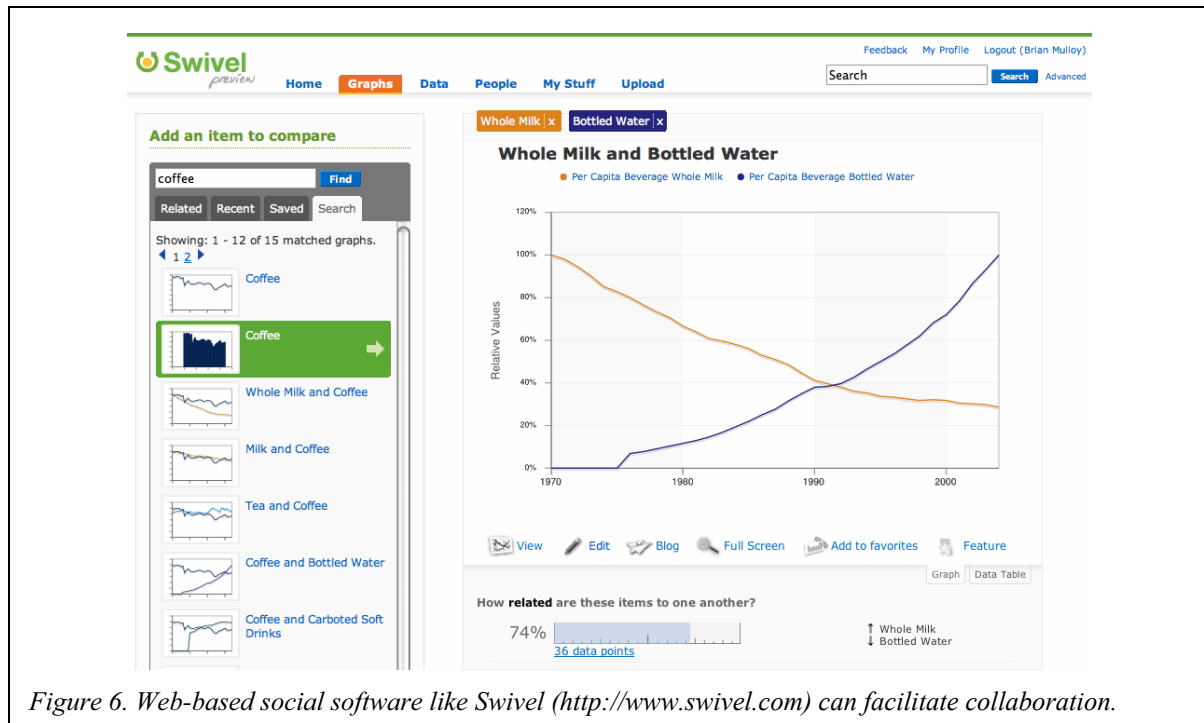 Swivel
preview
Feedback My Profile Logout (Brian Mulloy)
Search Search Advanced
Home Graphs Data People My Stuff Upload
Add an item to compare
coffee Find
Related Recent Saved Search
Showing: 1 - 12 of 15 matched graphs.
1 2
Coffee
Coffee
Whole Milk and Coffee
Milk and Coffee
Tea and Coffee
Coffee and Bottled Water
Coffee and Carboted Soft
Drinks
Whole Milk x Bottled Water x
Whole Milk and Bottled Water
Per Capita Beverage Whole Milk Per Capita Beverage Bottled Water
120%
100%
80%
60%
40%
20%
0%
Relative Values
1970 1980 1990 2000
View Edit Blog Full Screen Add to favorites Feature
Graph Data Table
How related are these items to one another?
74%
36 data points
↑ Whole Milk
↓ Bottled Water
Figure 6. Web-based social software like Swivel (http://www.swivel.com) can facilitate collaboration.